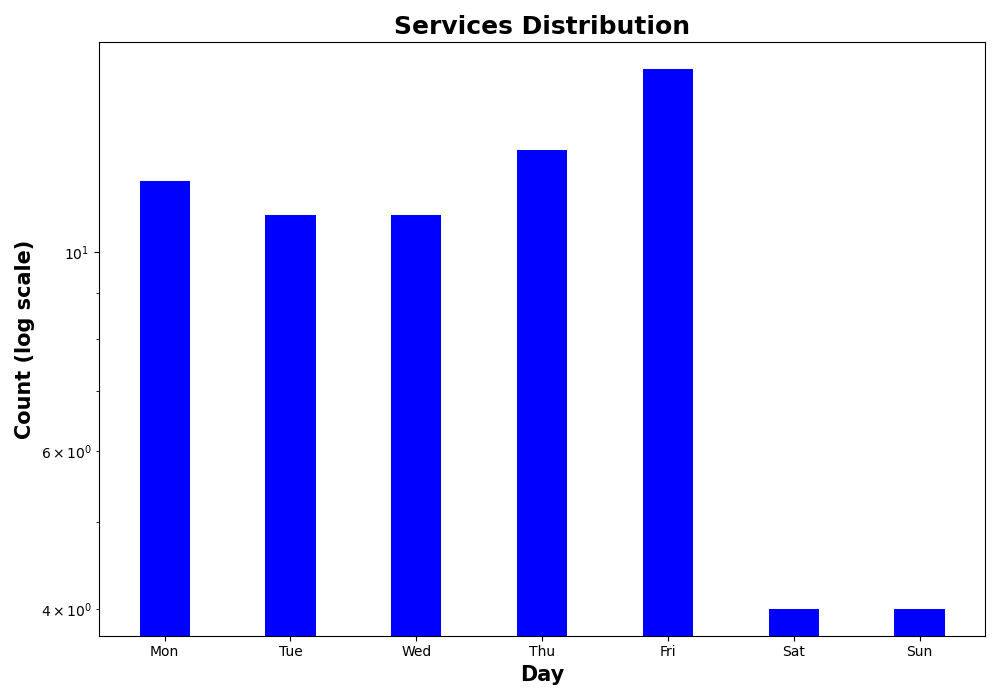 Services Distribution
Count (log scale)
10¹
6 × 10⁰
4 × 10⁰
Mon Tue Wed Thu Fri Sat Sun
Day